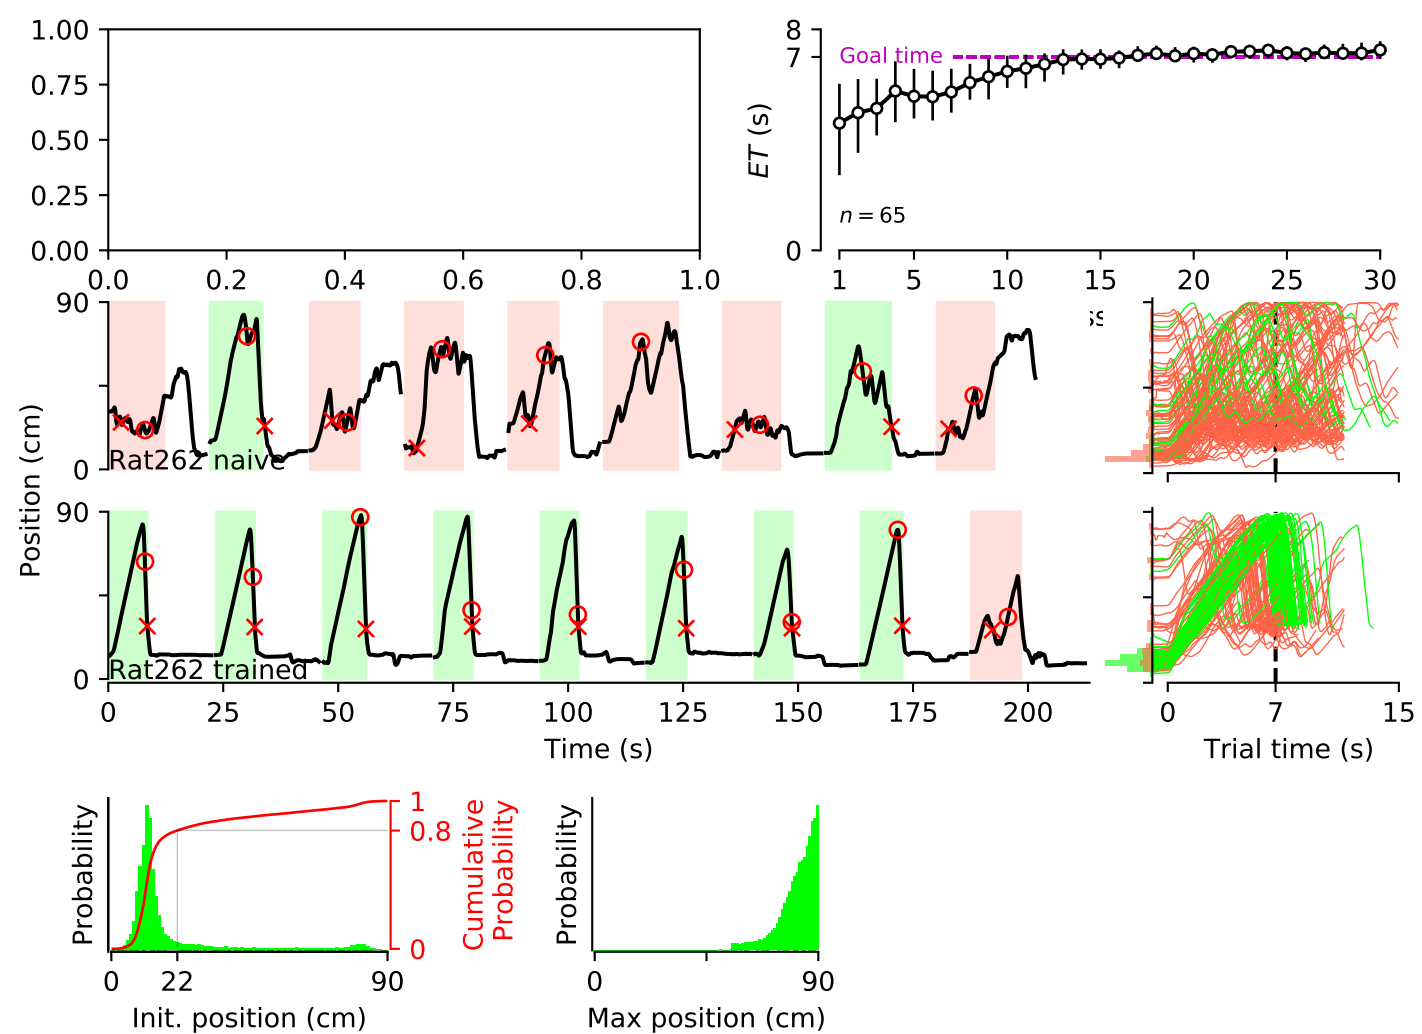 1.00
0.75
0.50
0.25
0.00
0.0 0.2 0.4 0.6 0.8 1.0
8
7
0
ET (s)
Goal time
n = 65
1 5 10 15 20 25 30
Position (cm)
90
0
Rat262 naive
90
0
Rat262 trained
0 25 50 75 100 125 150 175 200
Time (s)
0 7 15
Trial time (s)
Probability
0 22 90
Init. position (cm)
1
0.8
0
Cumulative
Probability
Probability
0 90
Max position (cm)